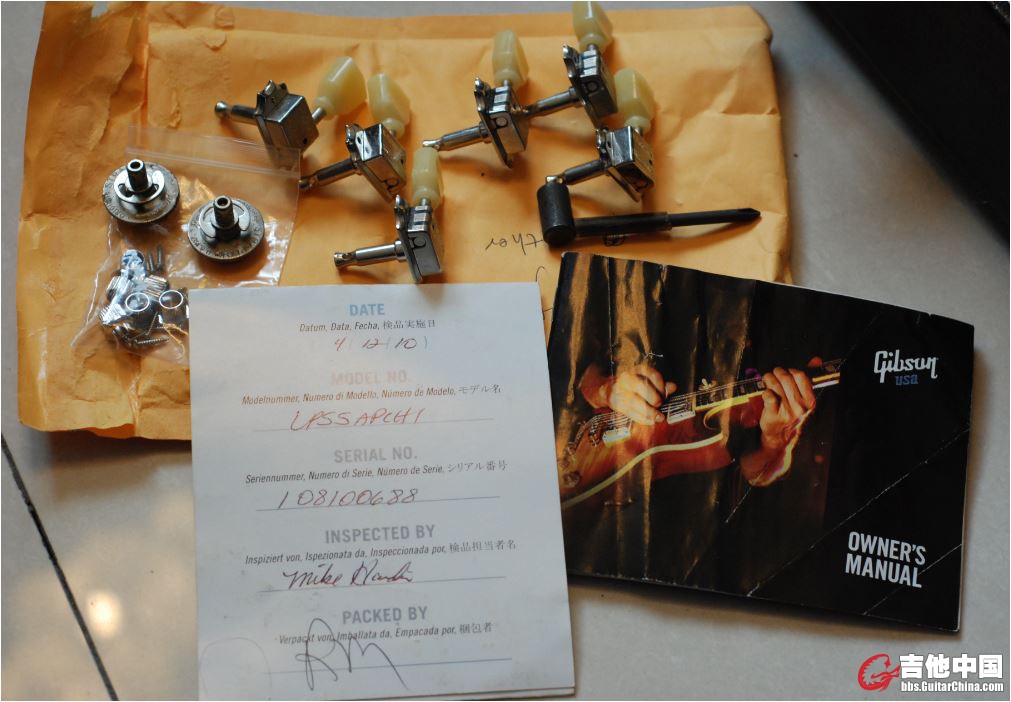 ther
DATE
Datum, Data, Fecha, 検品実施日
4/12/10
MODEL NO.
Modelnummer, Numero di Modello, Número de Modelo, モデル名
LPSSAPCH1
SERIAL NO.
Seriennummer, Numero di Serie, Número de Serie, シリアル番号
108100688
INSPECTED BY
Inspiziert von, Ispezionata da, Inspeccionada por, 検品担当者名
Mike
PACKED BY
Verpackt von, Imballata da, Empacada por, 梱包者
Gibson
USA
OWNER'S
MANUAL
吉他中国
bbs.GuitarChina.com